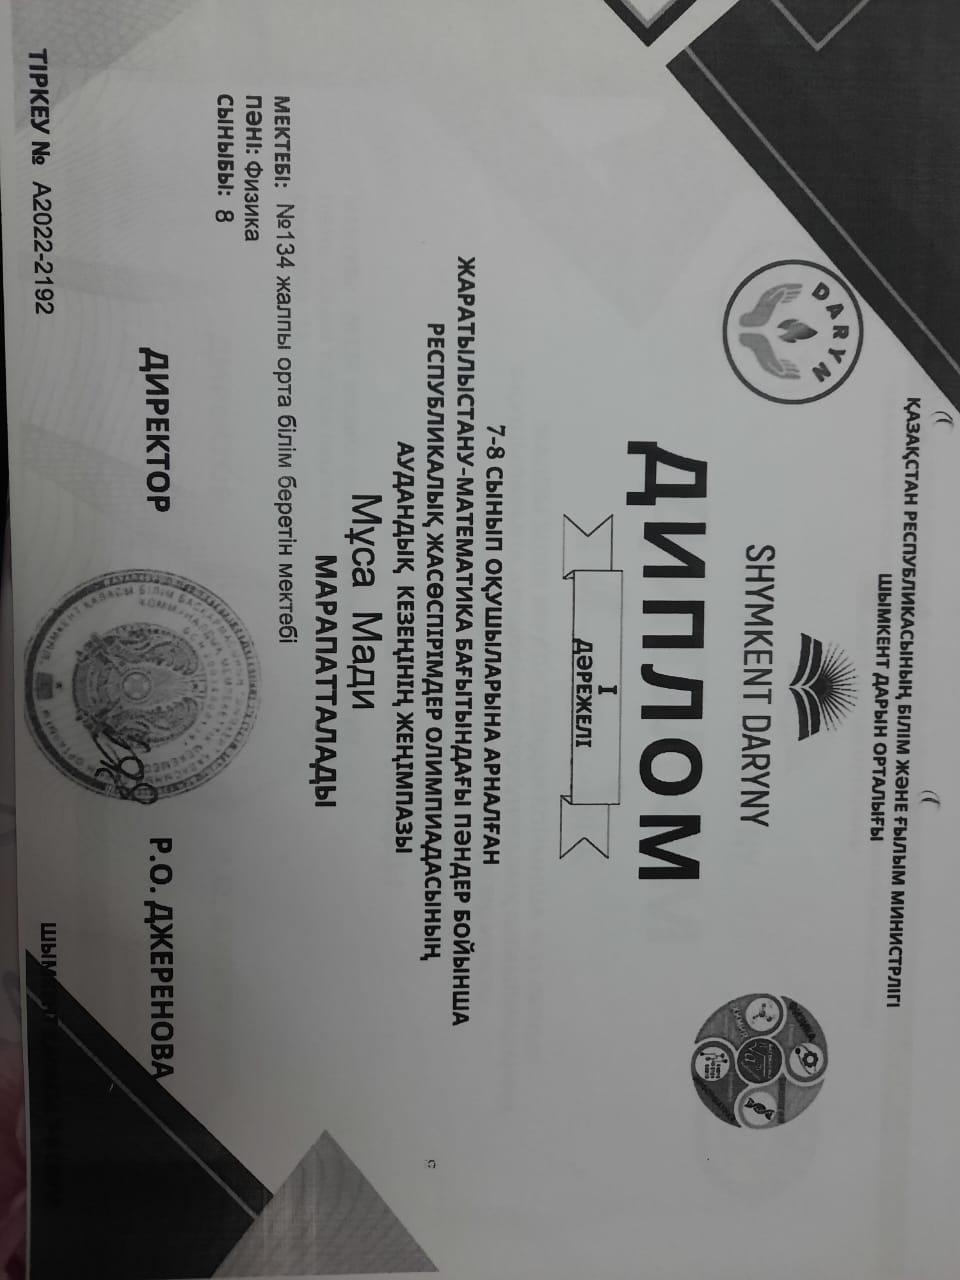 ҚАЗАҚСТАН РЕСПУБЛИКАСЫНЫҢ БІЛІМ ЖӘНЕ ҒЫЛЫМ МИНИСТРЛІГІ
ШЫМКЕНТ ДАРЫН ОРТАЛЫҒЫ
DARYN
SHYMKENT DARYNY
ДИПЛОМ
I
ДӘРЕЖЕЛІ
7-8 СЫНЫП ОҚУШЫЛАРЫНА АРНАЛҒАН
ЖАРАТЫЛЫСТАНУ-МАТЕМАТИКА БАҒЫТЫНДАҒЫ ПӘНДЕР БОЙЫНША
РЕСПУБЛИКАЛЫҚ ЖАСӨСПІРІМДЕР ОЛИМПИАДАСЫНЫҢ
АУДАНДЫҚ КЕЗЕҢІНІҢ ЖЕҢІМПАЗЫ
Мұса Мади
МАРАПАТТАЛАДЫ
МЕКТЕБІ: №134 жалпы орта білім беретін мектебі
ПӘНІ: Физика
СЫНЫБЫ: 8
ДИРЕКТОР
Р.О. ДЖЕРЕНОВА
ТІРКЕУ № A2022-2192